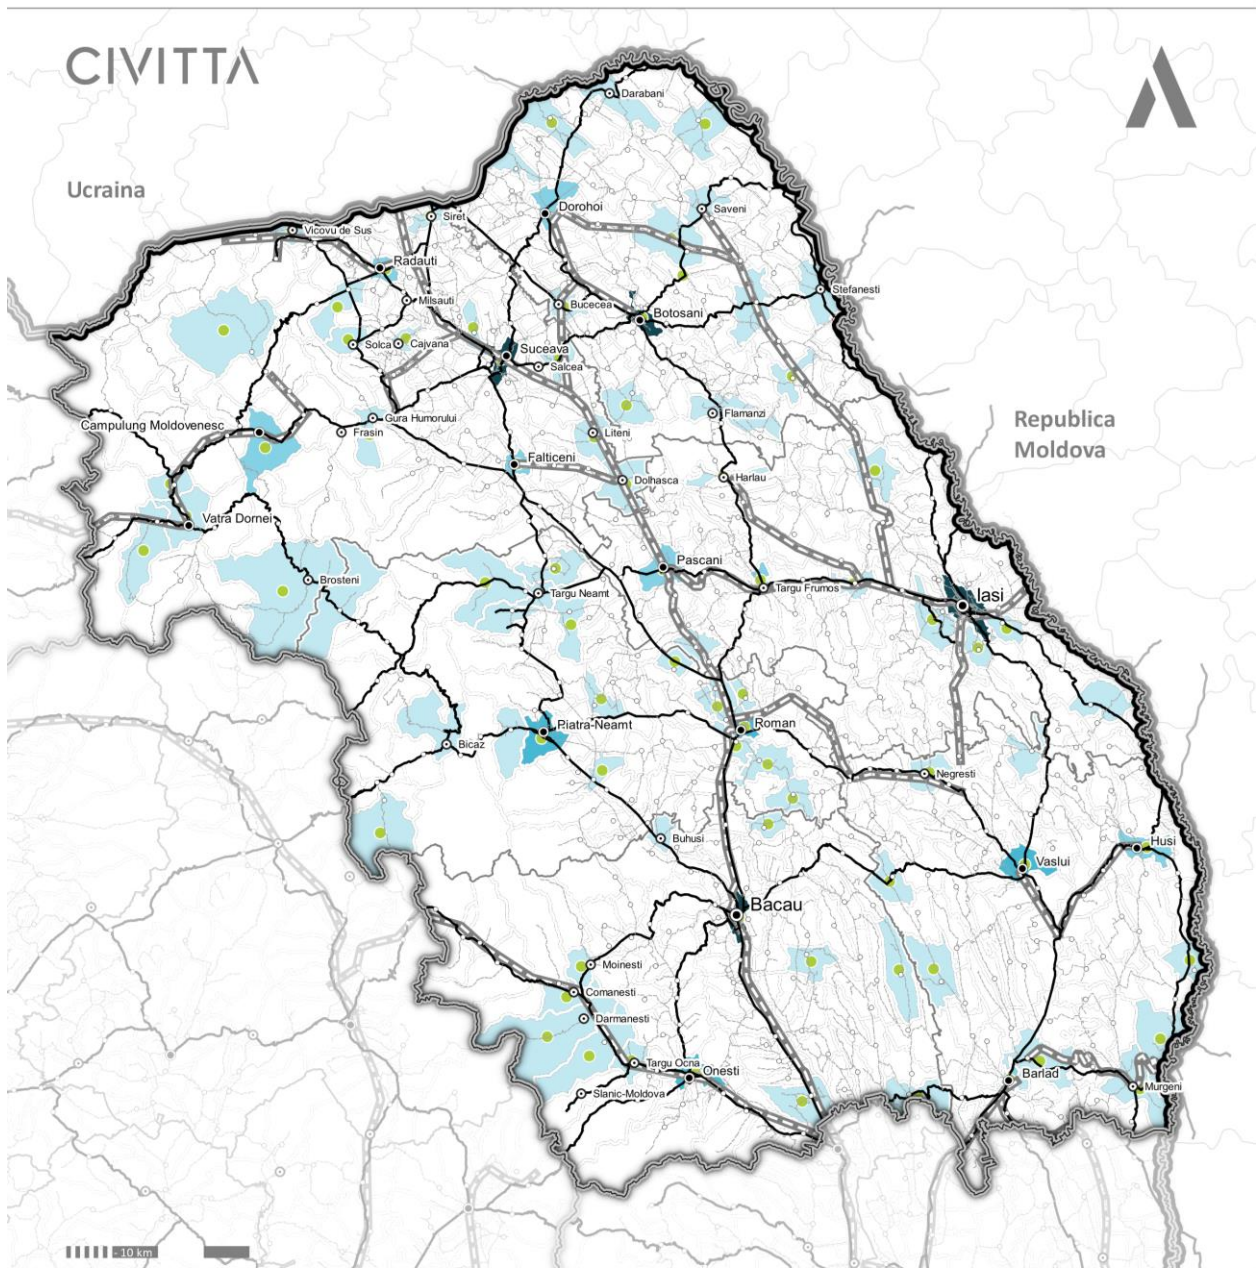 CIVITTA
Darabani
Ucraina
Dorohoi
Saveni
Siret
Vicovu de Sus
Radauti
Stefanesti
Milsauti
Bucecea
Botosani
Solca
Cajvana
Suceava
Salcea
Gura Humorului
Flamanzi
Republica
Moldova
Campulung Moldovenesc
Frasin
Liteni
Falticeni
Dolhasca
Harlau
Vatra Dornei
Pascani
Brosteni
Targu Neamt
Targu Frumos
Iasi
Piatra-Neamt
Roman
Bicaz
Negresti
Buhusi
Husi
Vaslui
Bacau
Moinesti
Comanesti
Darmanesti
Targu Ocna
Onesti
Barlad
Slanic-Moldova
Murgeni
- 10 km